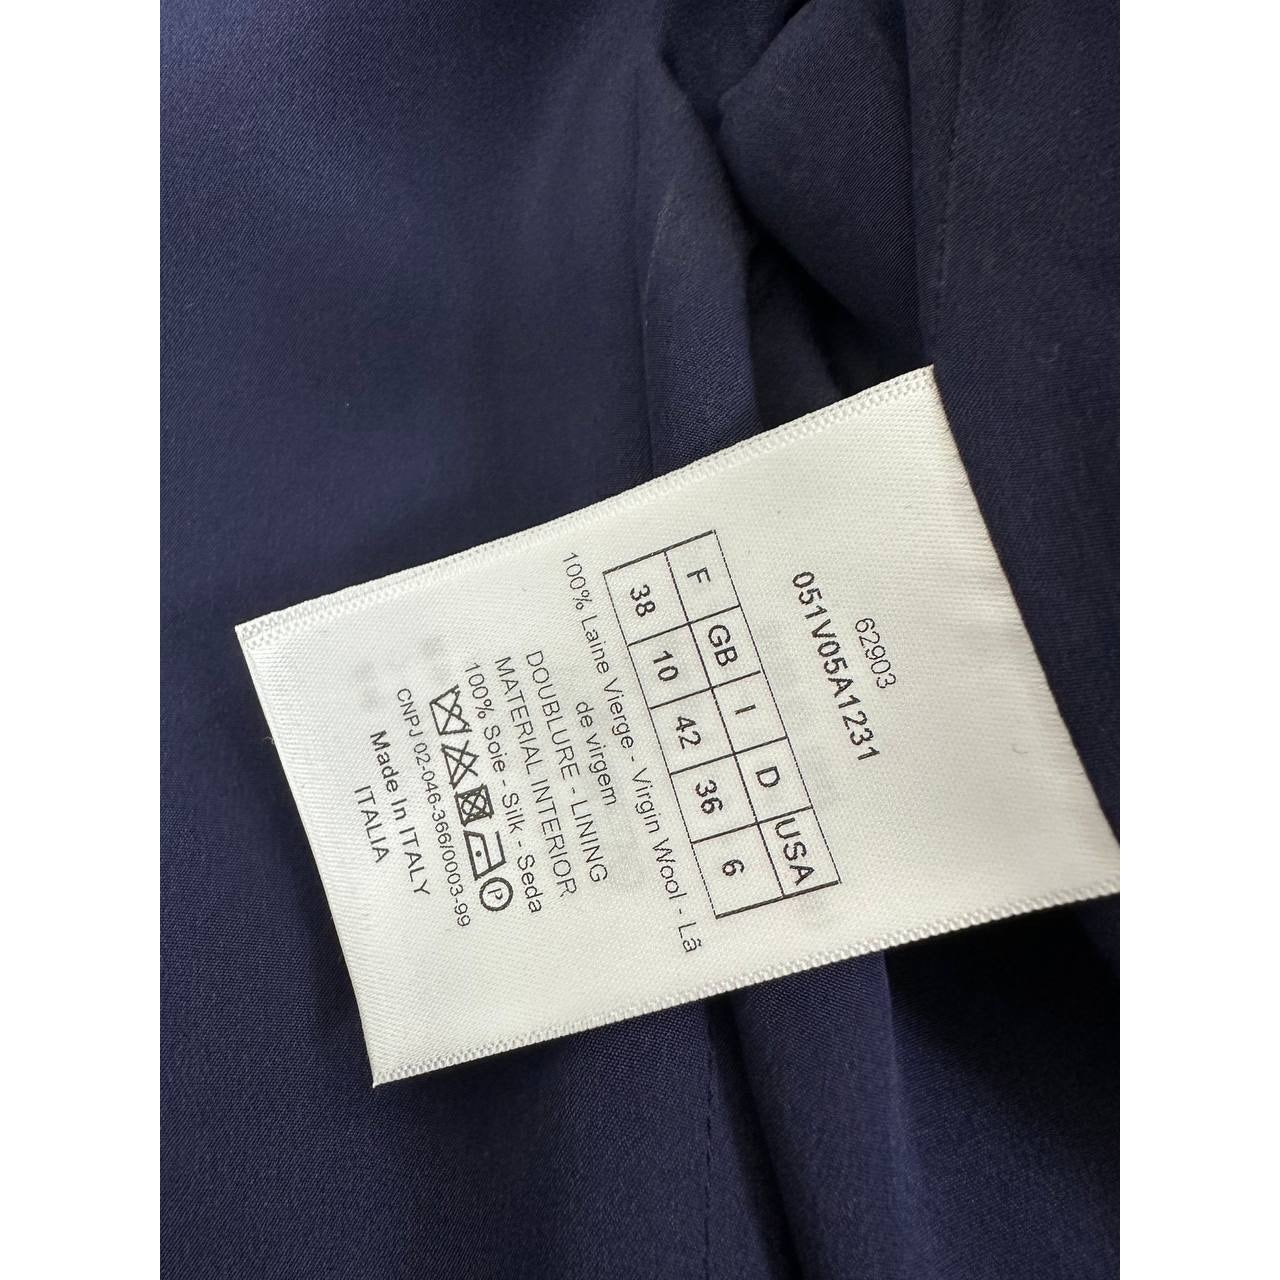 62903
051V05A1231
F GB I D USA
38 10 42 36 6
100% Laine Vierge - Virgin Wool - Lã
de virgem
DOUBLURE - LINING
MATERIAL INTERIOR
100% Soie - Silk - Seda
P
CNPJ 02-046-366/0003-99
Made In ITALY
ITALIA